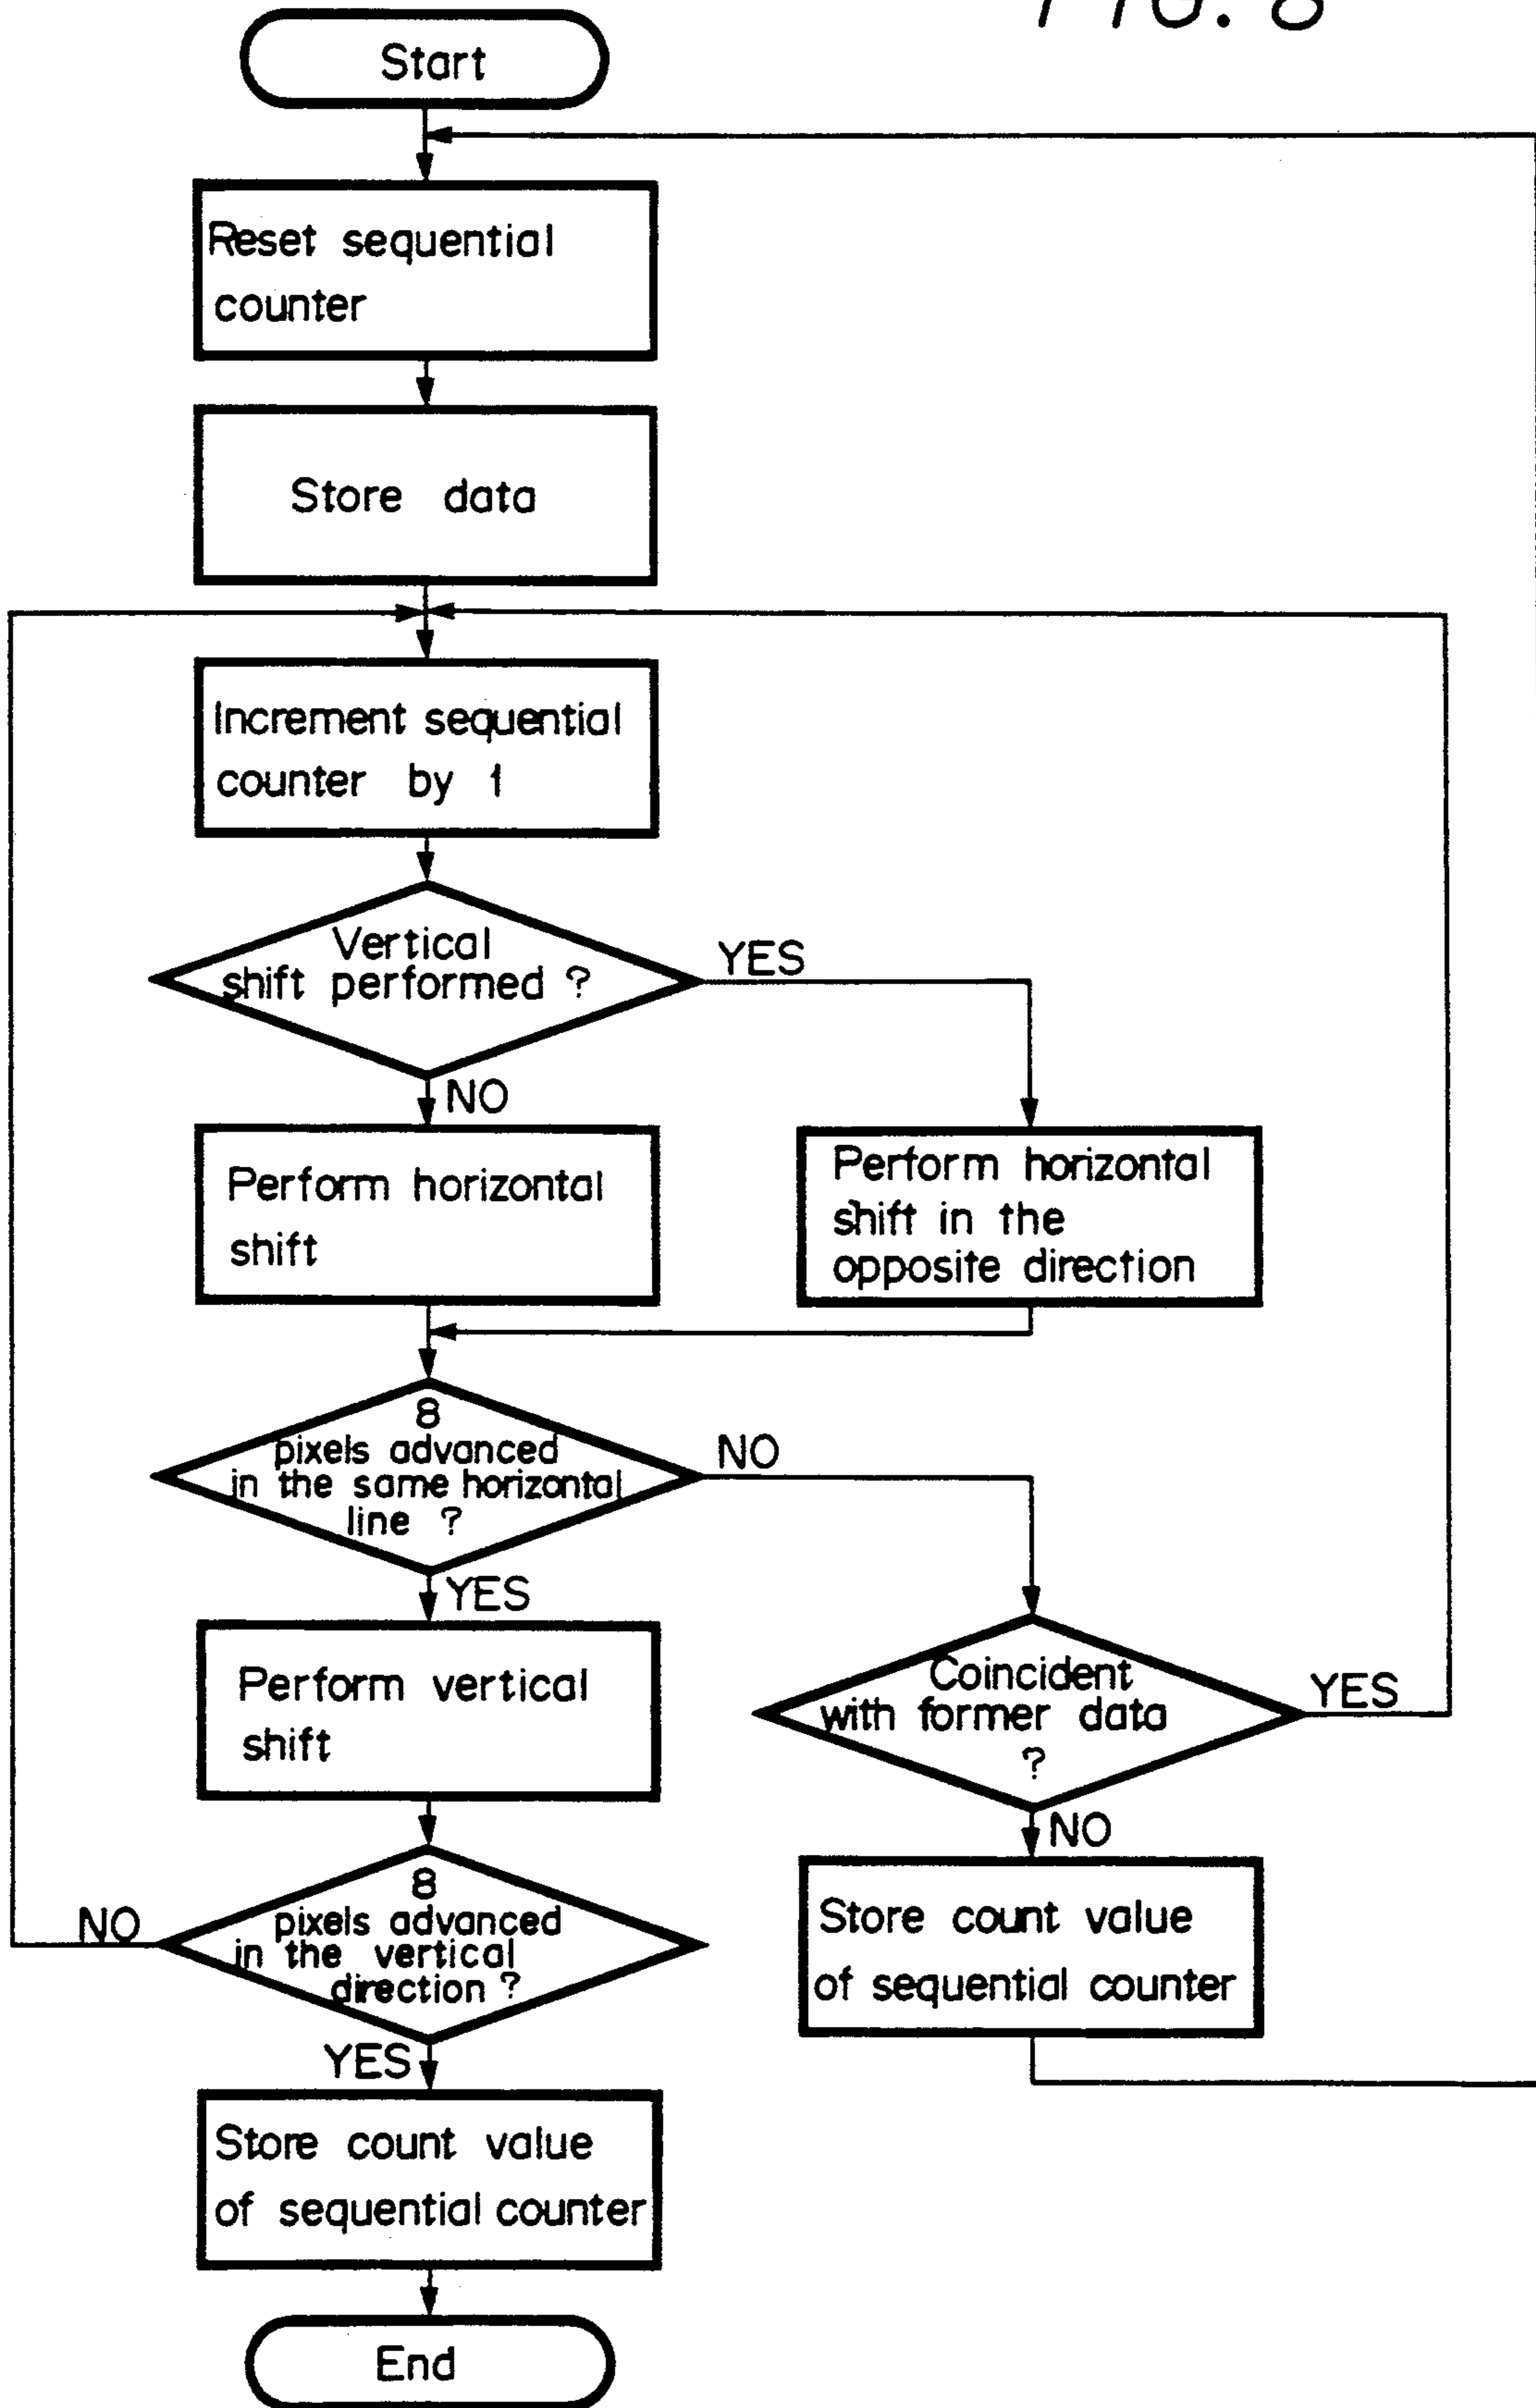 FIG. 8
Start
Reset sequential
counter
Store data
Increment sequential
counter by 1
Vertical
shift performed ?
YES
NO
Perform horizontal
shift
Perform horizontal
shift in the
opposite direction
8
pixels advanced
in the same horizontal
line ?
NO
YES
Perform vertical
shift
Coincident
with former data
?
YES
NO
8
pixels advanced
in the vertical
direction ?
NO
YES
Store count value
of sequential counter
Store count value
of sequential counter
End